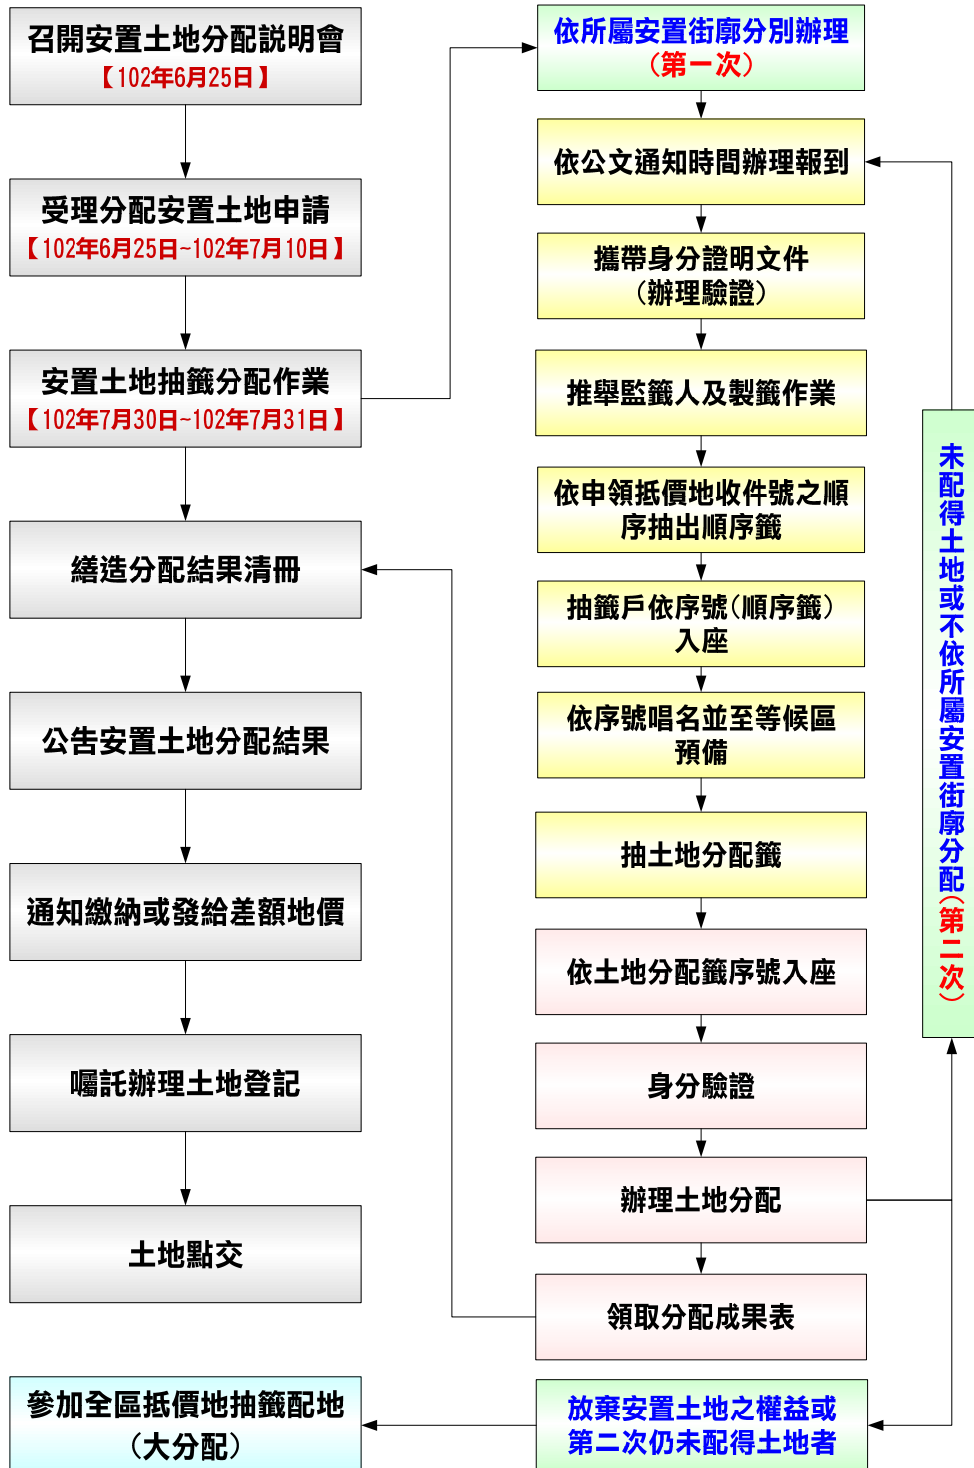 召開安置土地分配説明會
【102年6月25日】
受理分配安置土地申請
【102年6月25日~102年7月10日】
安置土地抽籤分配作業
【102年7月30日~102年7月31日】
繕造分配結果清冊
公告安置土地分配結果
通知繳納或發給差額地價
囑託辦理土地登記
土地點交
參加全區抵價地抽籤配地
（大分配）
依所屬安置街廓分別辦理
（第一次）
依公文通知時間辦理報到
攜帶身分證明文件
（辦理驗證）
推舉監籤人及製籤作業
依申領抵價地收件號之順
序抽出順序籤
抽籤戶依序號（順序籤）
入座
依序號唱名並至等候區
預備
抽土地分配籤
依土地分配籤序號入座
身分驗證
辦理土地分配
領取分配成果表
放棄安置土地之權益或
第二次仍未配得土地者
未配得土地或不依所屬安置街廓分配（第二次）